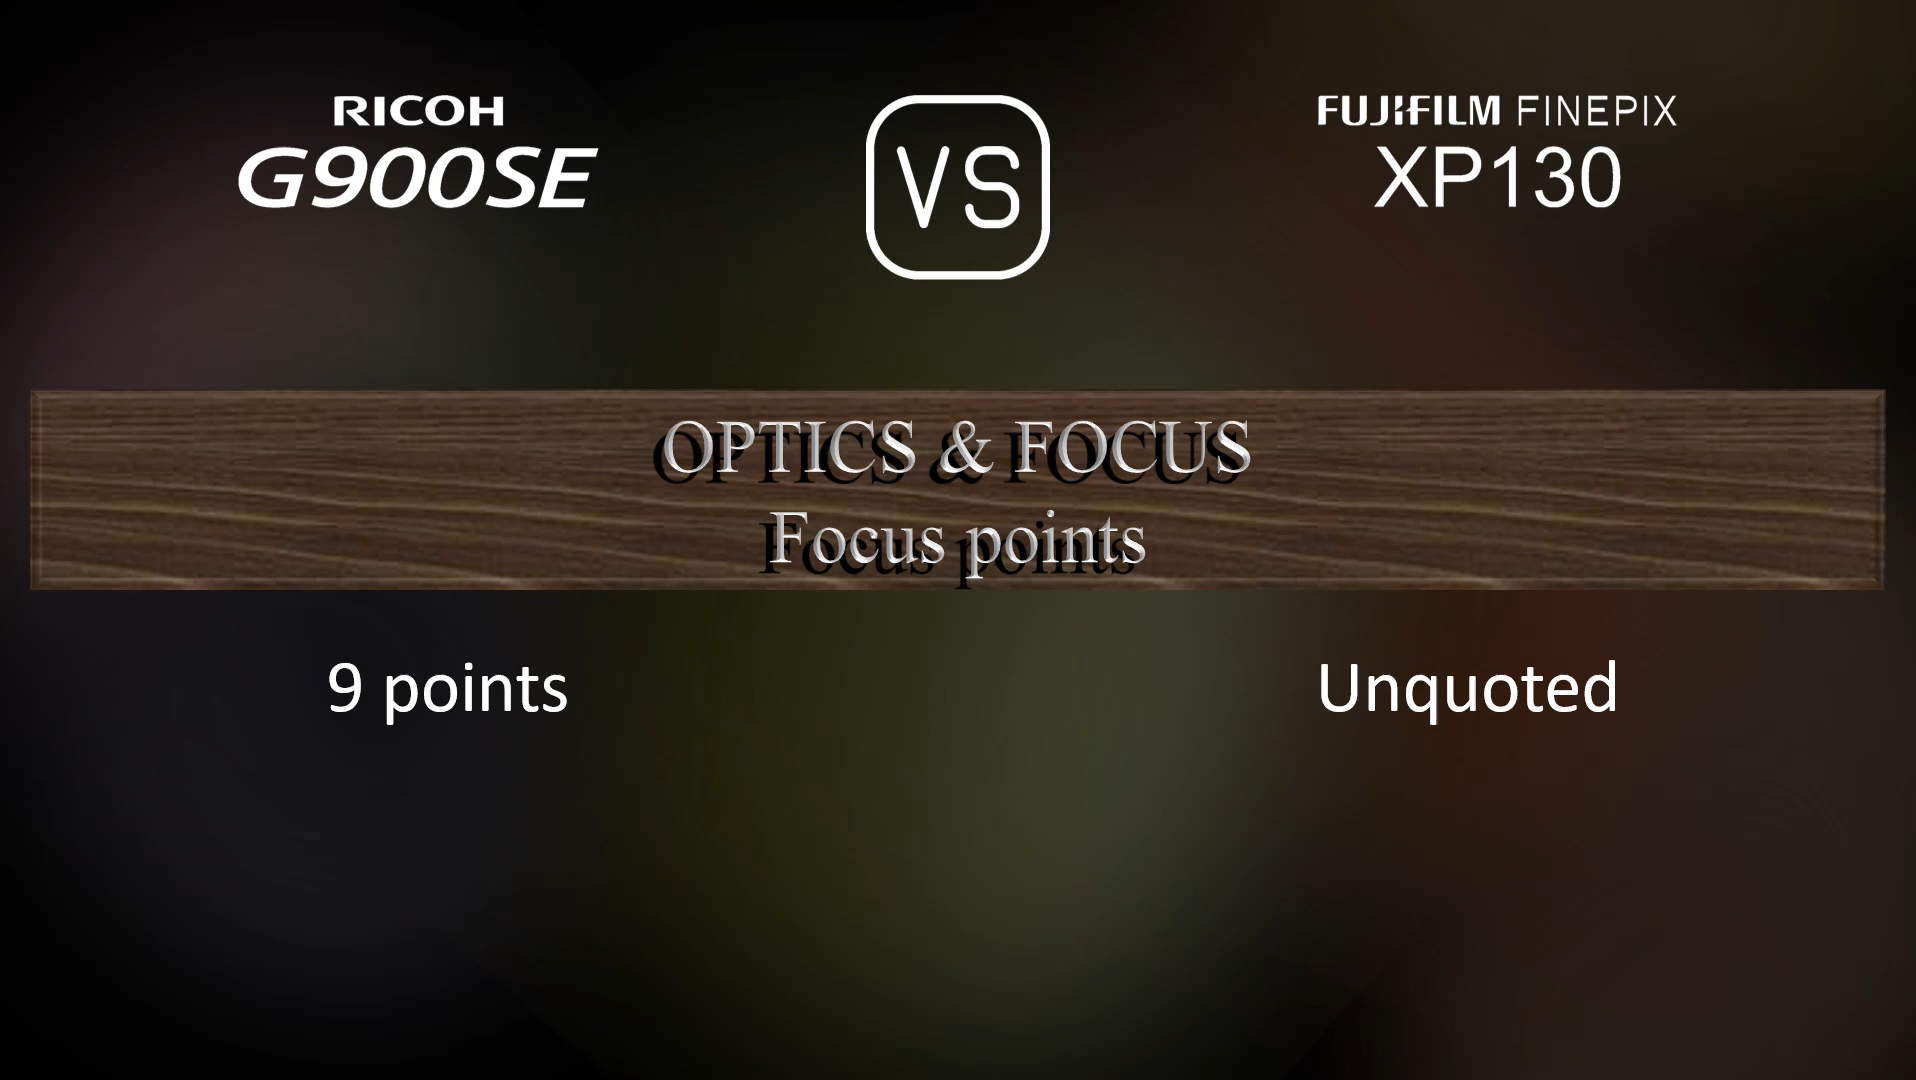 RICOH
G900SE
VS
FUJIFILM FINEPIX
XP130
OPTICS & FOCUS
Focus points
9 points
Unquoted